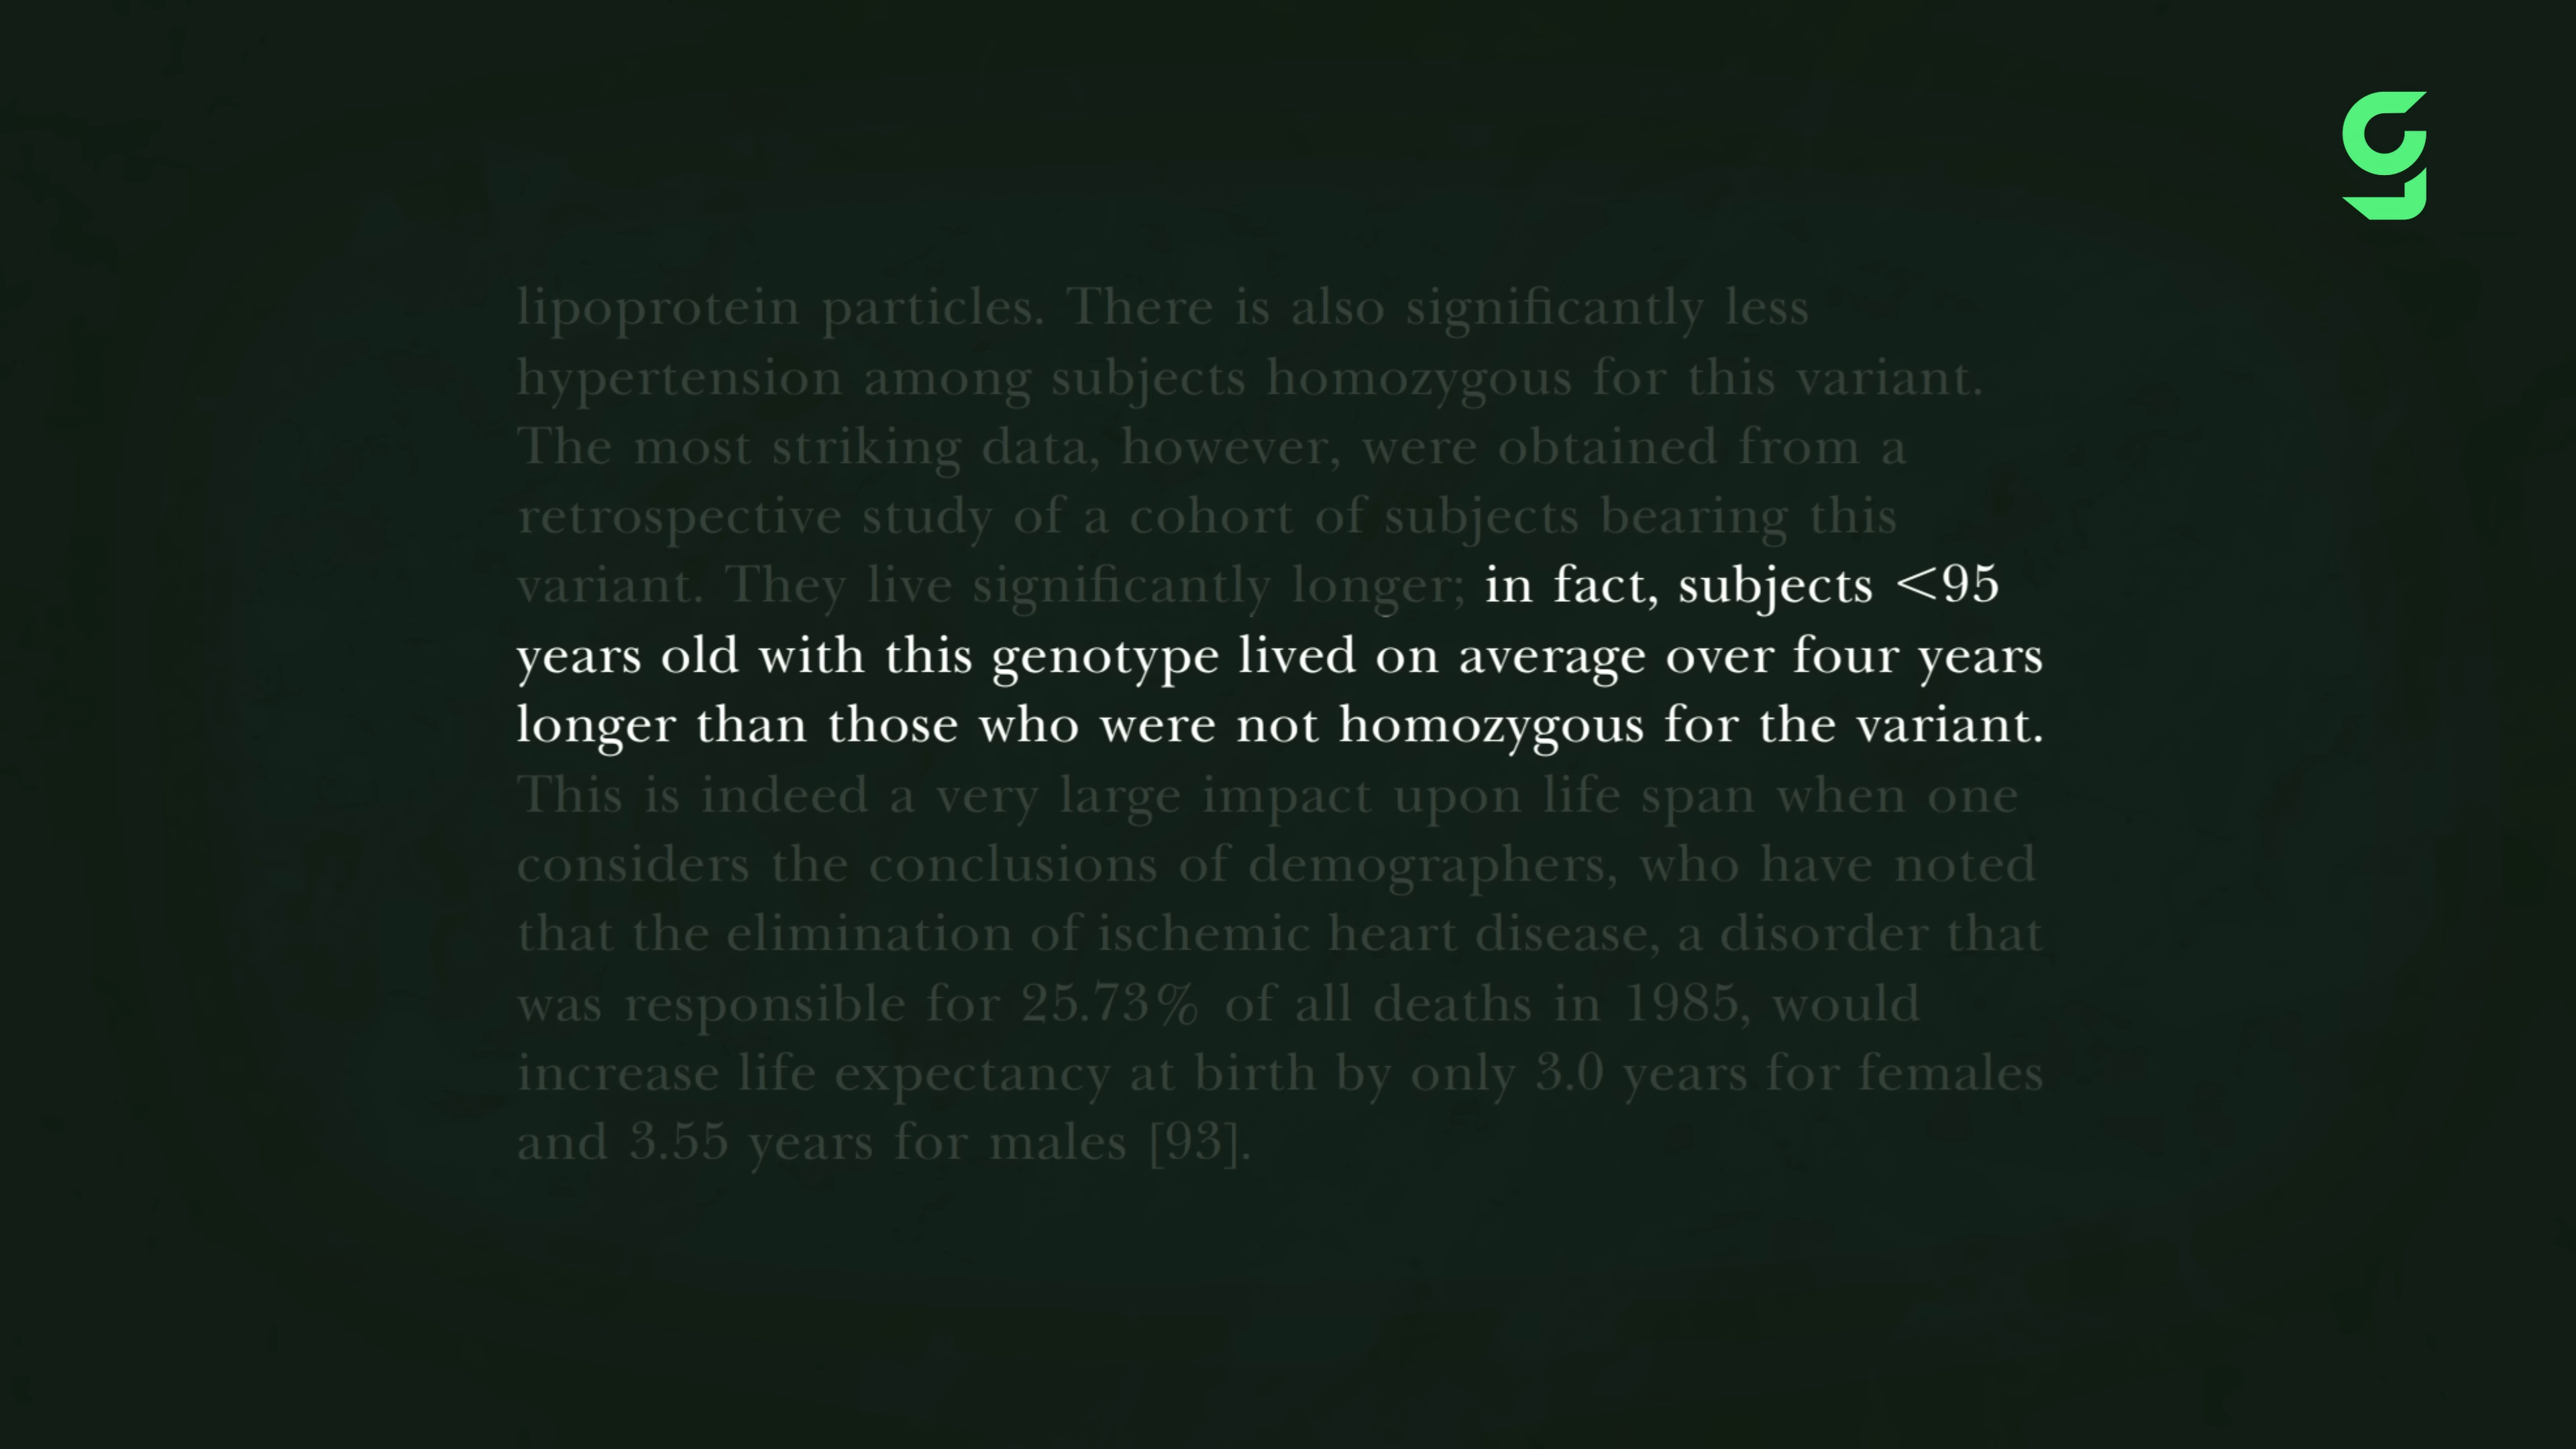 lipoprotein particles. There is also significantly less
hypertension among subjects homozygous for this variant.
The most striking data, however, were obtained from a
retrospective study of a cohort of subjects bearing this
variant. They live significantly longer; in fact, subjects <95
years old with this genotype lived on average over four years
longer than those who were not homozygous for the variant.
This is indeed a very large impact upon life span when one
considers the conclusions of demographers, who have noted
that the elimination of ischemic heart disease, a disorder that
was responsible for 25.73% of all deaths in 1985, would
increase life expectancy at birth by only 3.0 years for females
and 3.55 years for males [93].